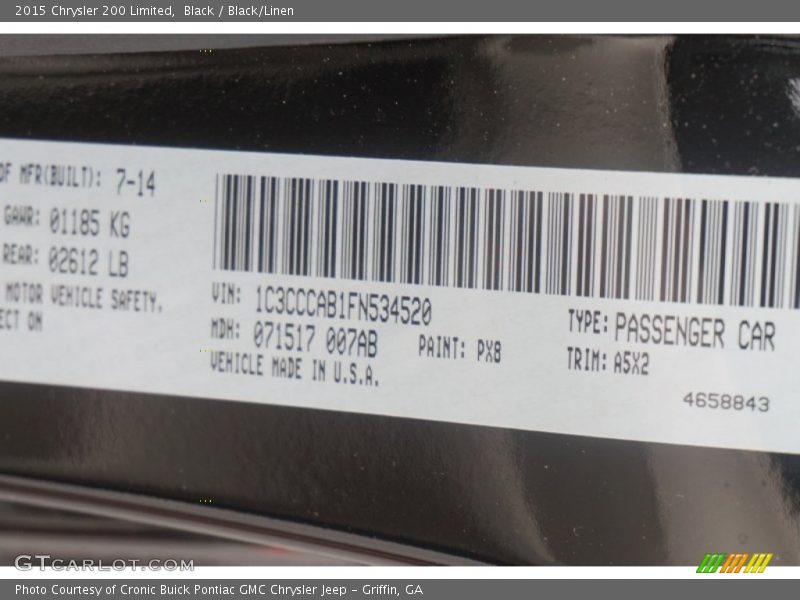 2015 Chrysler 200 Limited, Black / Black/Linen
OF MFR(BUILT): 7-14
GAWR: 01185 KG
REAR: 02612 LB
MOTOR VEHICLE SAFETY,
ECT ON
VIN: 1C3CCCAB1FN534520
MDH: 071517 007AB
PAINT: PX8
VEHICLE MADE IN U.S.A.
TYPE: PASSENGER CAR
TRIM: A5X2
4658843
GTCARLOT.COM
Photo Courtesy of Cronic Buick Pontiac GMC Chrysler Jeep - Griffin, GA